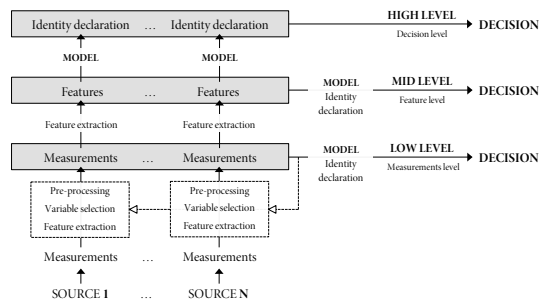 HIGH LEVEL
Identity declaration ... Identity declaration
DECISION
Decision level
MODEL MODEL
MODEL MID LEVEL
Features ... Features
DECISION
Identity declaration
Feature level
Feature extraction Feature extraction
MODEL LOW LEVEL
Measurements ... Measurements
DECISION
Identity declaration
Measurements level
Pre-processing Pre-processing
Variable selection Variable selection
Feature extraction Feature extraction
Measurements ... Measurements
SOURCE 1 ... SOURCE N